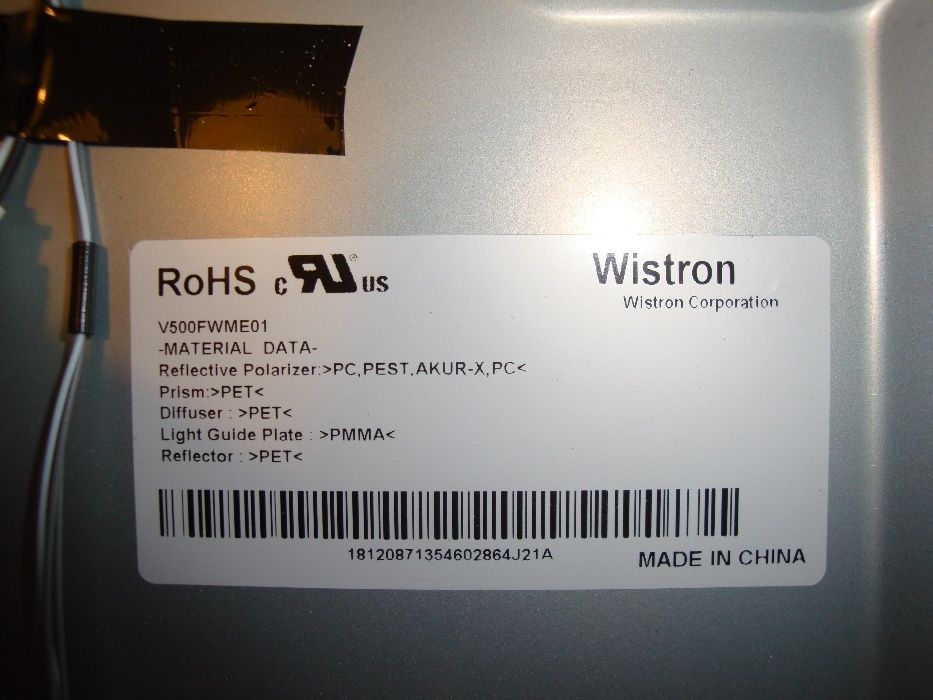 RoHS c RU ® US
Wistron
Wistron Corporation
V500FWME01
-MATERIAL DATA-
Reflective Polarizer:>PC,PEST,AKUR-X,PC<
Prism:>PET<
Diffuser : >PET<
Light Guide Plate : >PMMA<
Reflector : >PET<
18120871354602864J21A
MADE IN CHINA